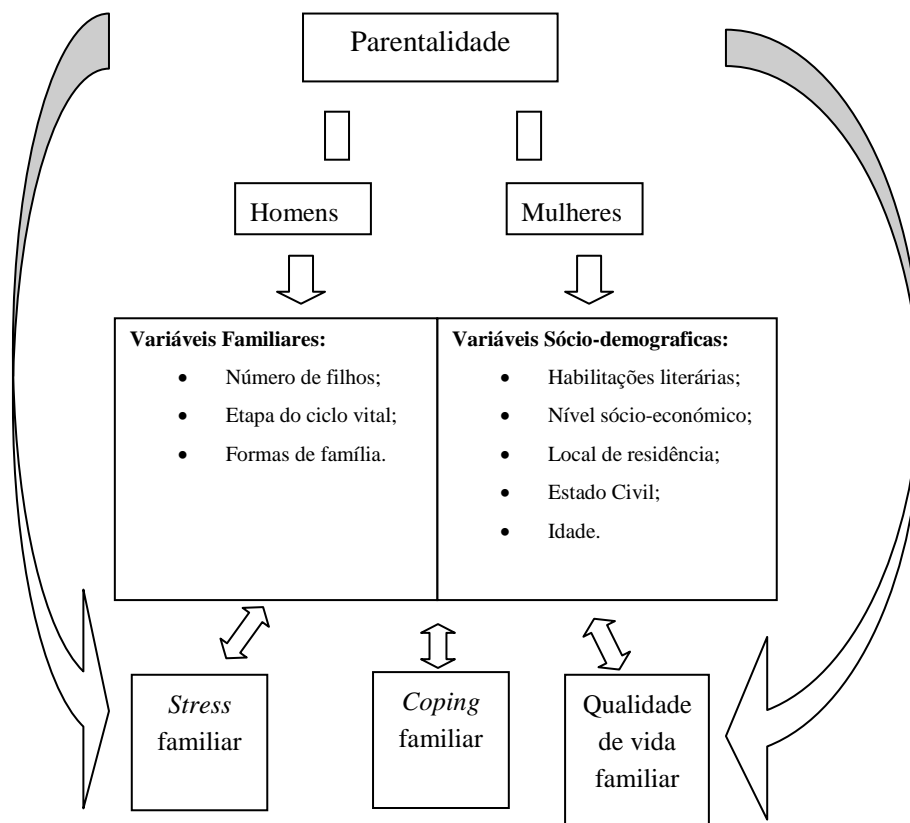 Parentalidade
Homens
Mulheres
Variáveis Familiares:
• Número de filhos;
• Etapa do ciclo vital;
• Formas de família.
Variáveis Sócio-demograficas:
• Habilitações literárias;
• Nível sócio-económico;
• Local de residência;
• Estado Civil;
• Idade.
Stress
familiar
Coping
familiar
Qualidade
de vida
familiar